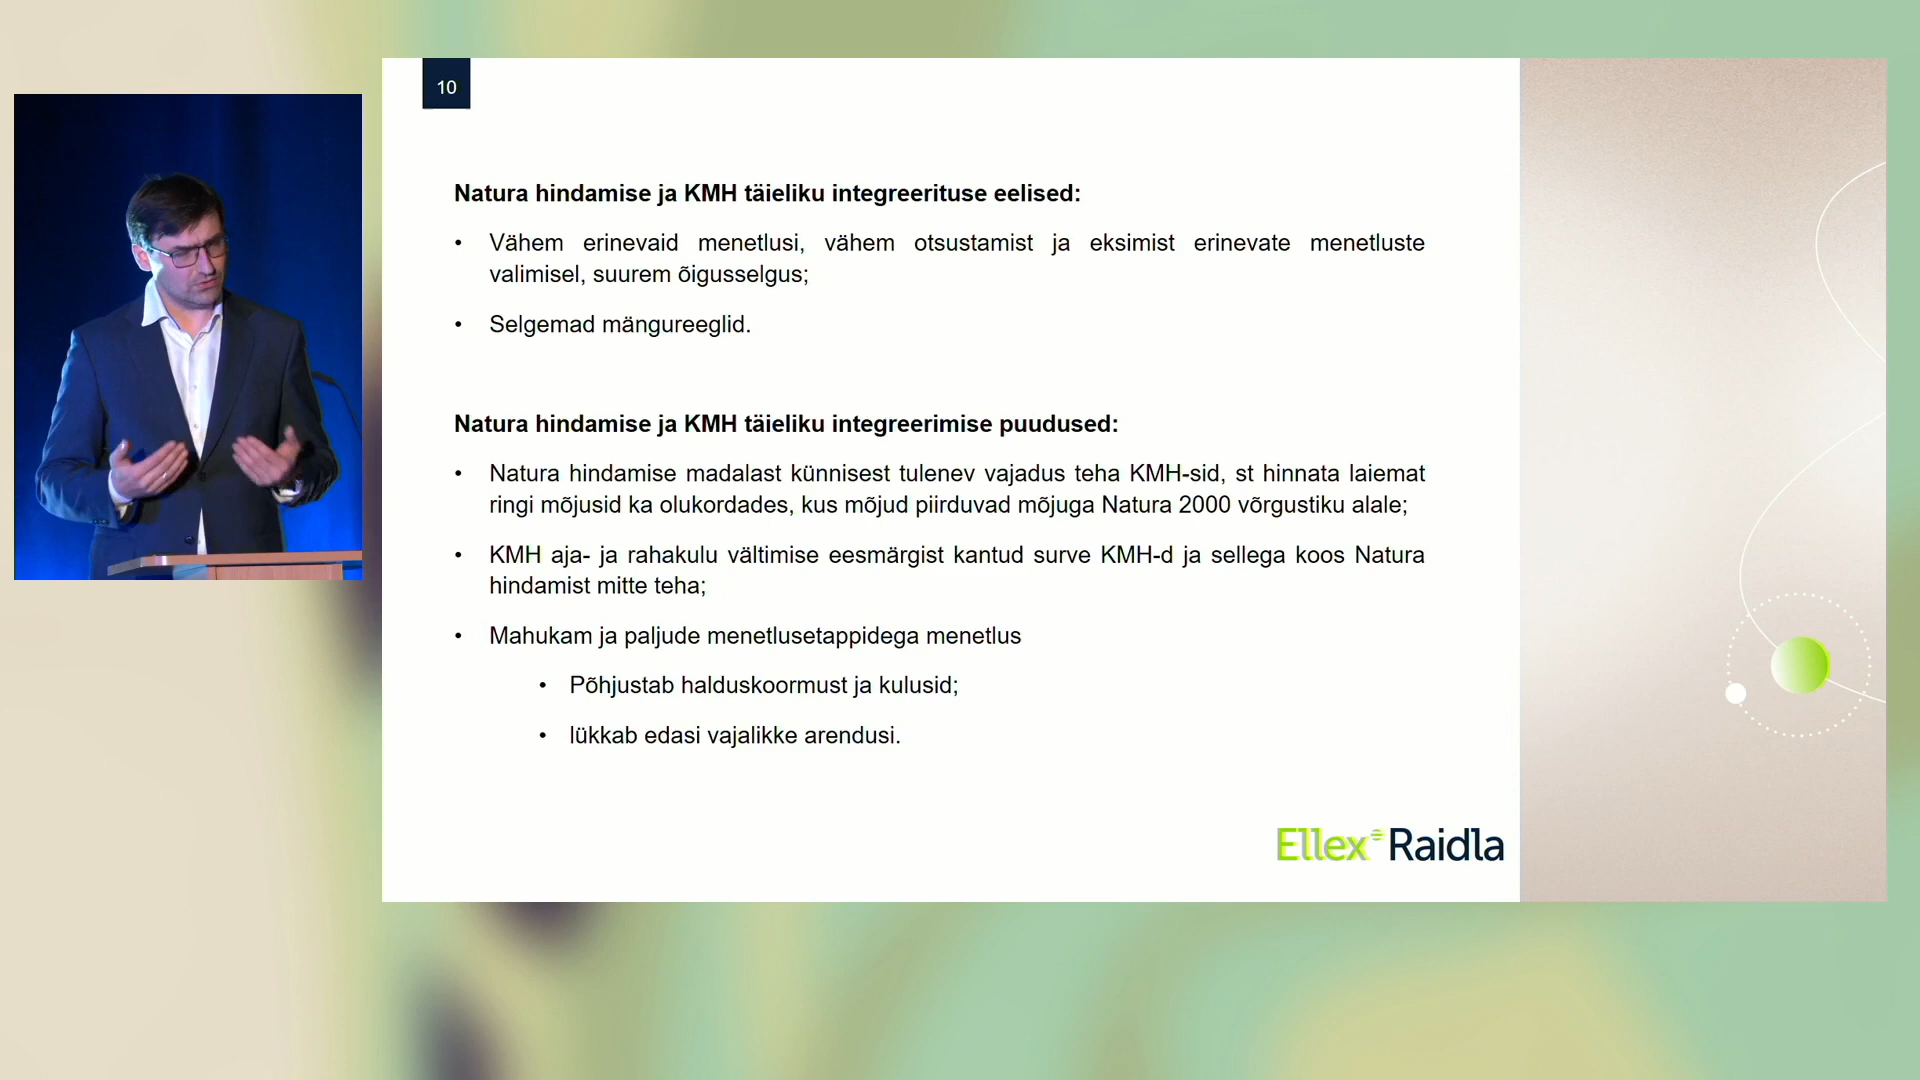 10
Natura hindamise ja KMH täieliku integreerituse eelised:
• Vähem erinevaid menetlusi, vähem otsustamist ja eksimist erinevate menetluste
valimisel, suurem õigusselgus;
• Selgemad mängureeglid.
Natura hindamise ja KMH täieliku integreerimise puudused:
• Natura hindamise madalast künnisest tulenev vajadus teha KMH-sid, st hinnata laiemat
ringi mõjusid ka olukordades, kus mõjud piirduvad mõjuga Natura 2000 võrgustiku alale;
• KMH aja- ja rahakulu vältimise eesmärgist kantud surve KMH-d ja sellega koos Natura
hindamist mitte teha;
• Mahukam ja paljude menetlusetappidega menetlus
• Põhjustab halduskoormust ja kulusid;
• lükkab edasi vajalikke arendusi.
Ellex Raidla